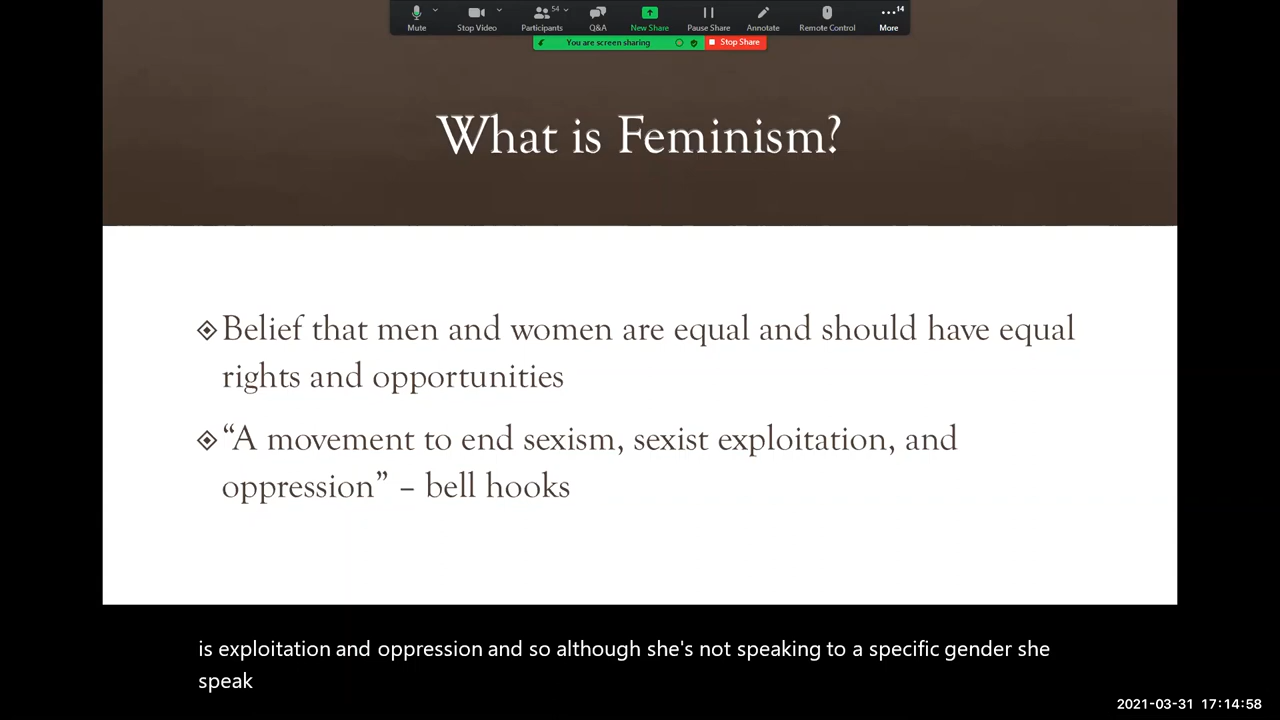 54
14
Mute
Stop Video
Participants
Q&A
New Share
Pause Share
Annotate
Remote Control
More
You are screen sharing
Stop Share
What is Feminism?
Belief that men and women are equal and should have equal
rights and opportunities
“A movement to end sexism, sexist exploitation, and
oppression” – bell hooks
is exploitation and oppression and so although she's not speaking to a specific gender she
speak
2021-03-31 17:14:58